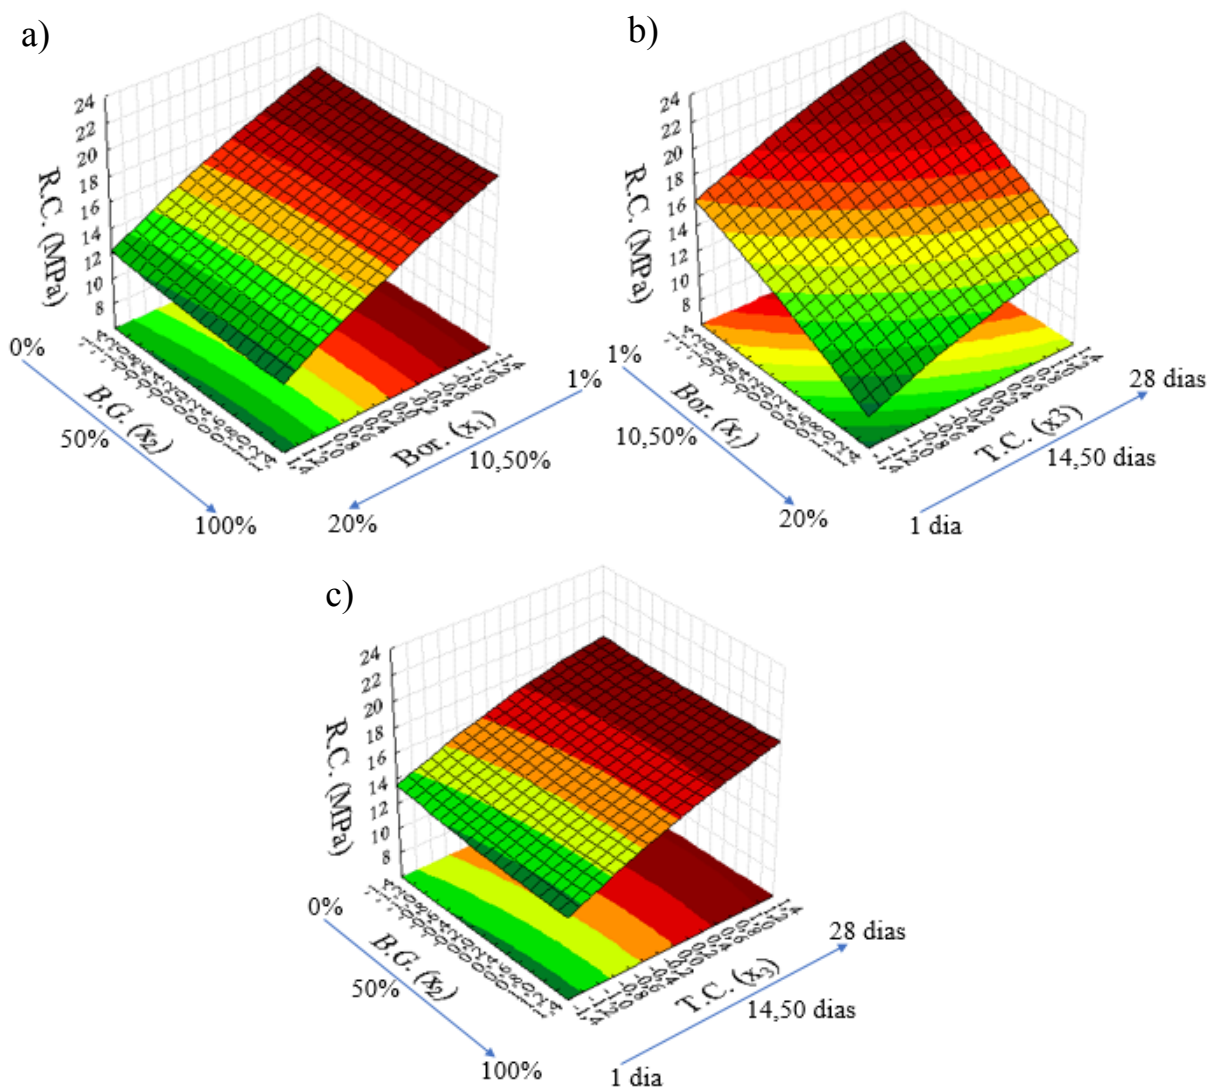 a)
24
22
20
18
16
14
12
10
8
R.C. (MPa)
0%
B.G. (x2)
50%
100%
1%
Bor. (x1)
10,50%
20%
b)
24
22
20
18
16
14
12
10
8
R.C. (MPa)
1%
Bor. (x1)
10,50%
20%
28 dias
T.C. (x3)
14,50 dias
1 dia
c)
24
22
20
18
16
14
12
10
8
R.C. (MPa)
0%
B.G. (x2)
50%
100%
28 dias
T.C. (x3)
14,50 dias
1 dia